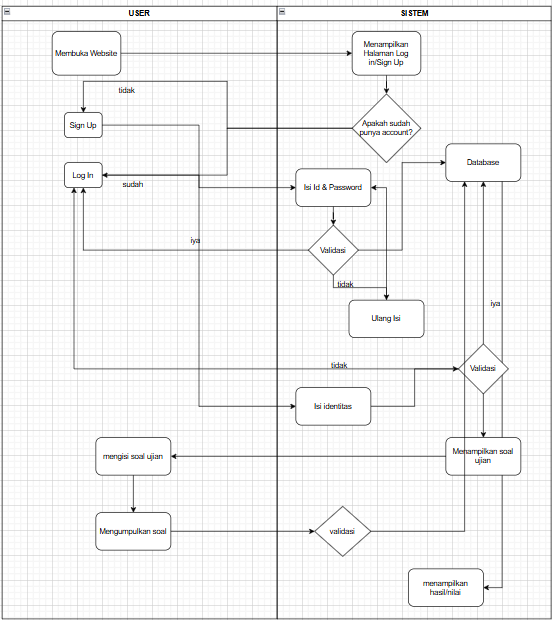 USER
SISTEM
Membuka Website
Menampilkan
Halaman Log
in/Sign Up
tidak
Sign Up
Apakah sudah
punya account?
Log In
sudah
Isi Id & Password
Database
iya
Validasi
tidak
Ulang Isi
iya
tidak
Validasi
Isi identitas
mengisi soal ujian
Menampilkan soal
ujian
Mengumpulkan soal
validasi
menampilkan
hasil/nilai